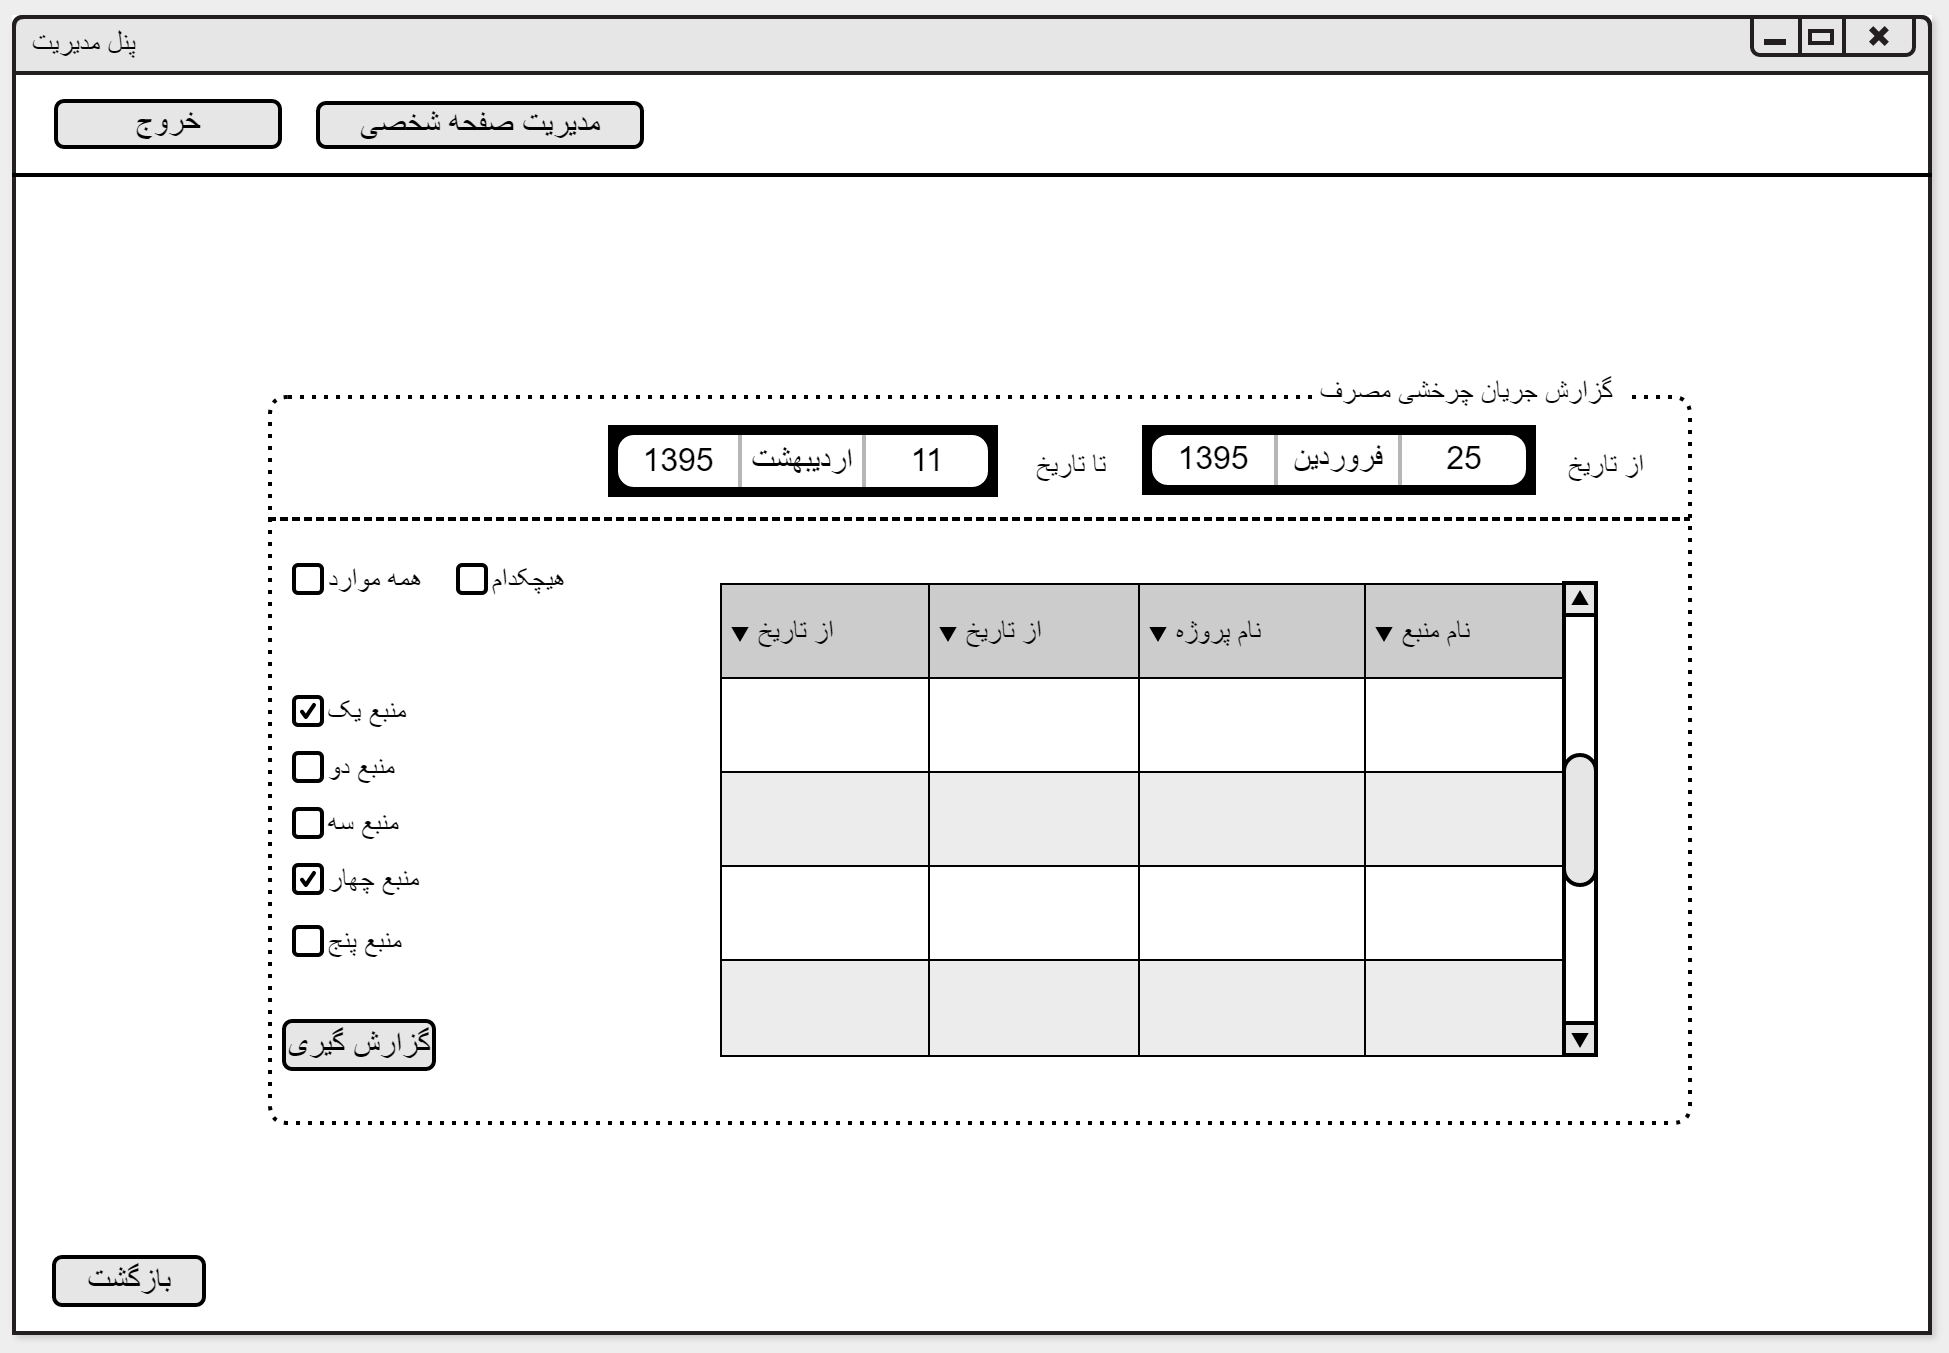 پنل مدیریت
مدیریت صفحه شخصی
خروج
گزارش جریان چرخشی مصرف
از تاریخ
25 فروردین 1395
تا تاریخ
11 اردیبهشت 1395
نام منبع
نام پروژه
از تاریخ
از تاریخ
هیچکدام
همه موارد
منبع یک
منبع دو
منبع سه
منبع چهار
منبع پنج
گزارش گیری
بازگشت